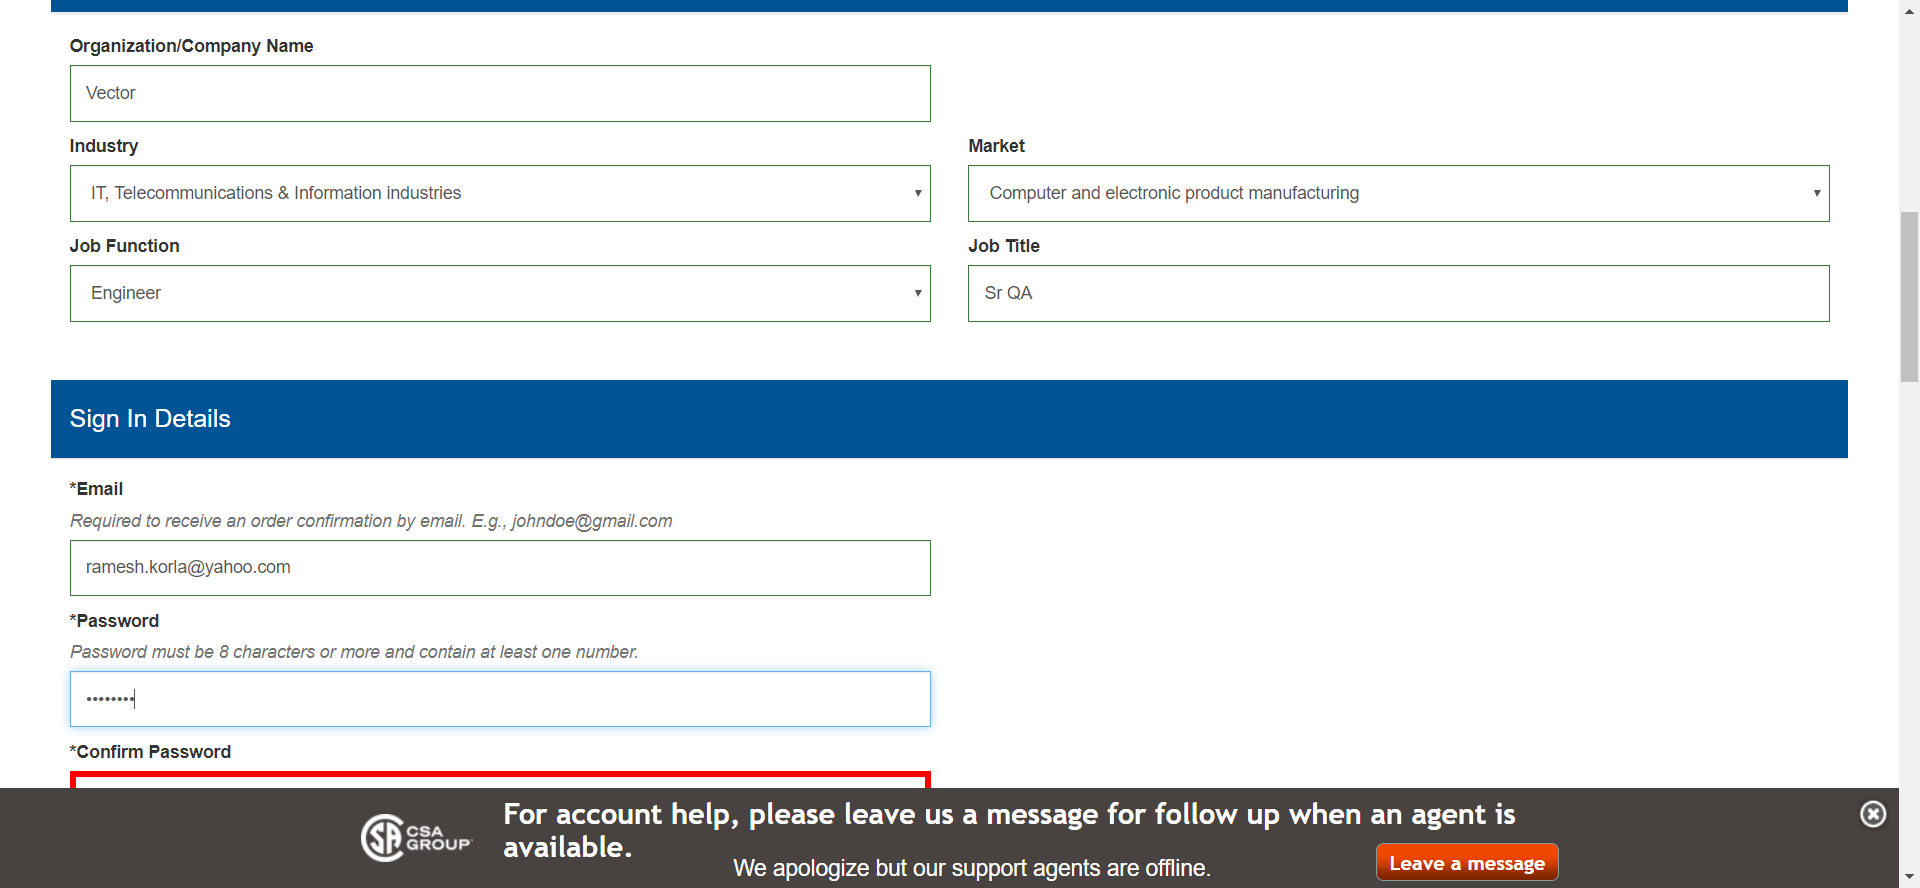 Organization/Company Name
Vector
Industry
Market
IT, Telecommunications & Information industries
Computer and electronic product manufacturing
Job Function
Job Title
Engineer
Sr QA
Sign In Details
*Email
Required to receive an order confirmation by email. E.g., johndoe@gmail.com
ramesh.korla@yahoo.com
*Password
Password must be 8 characters or more and contain at least one number.
••••••••
*Confirm Password
CSA
GROUP
For account help, please leave us a message for follow up when an agent is
available.
We apologize but our support agents are offline.
Leave a message